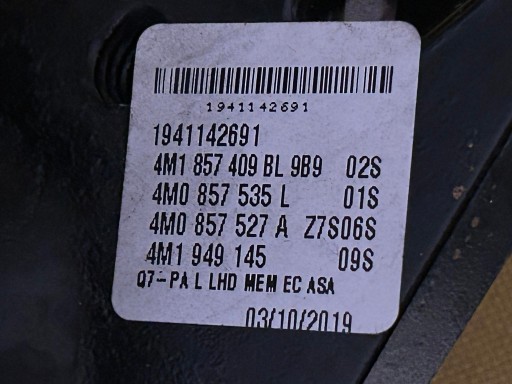 1941142691
1941142691
4M1 857 409 BL 9B9 02S
4M0 857 535 L 01S
4M0 857 527 A Z7S06S
4M1 949 145 09S
Q7-PA L LHD MEM EC ASA
03/10/2019